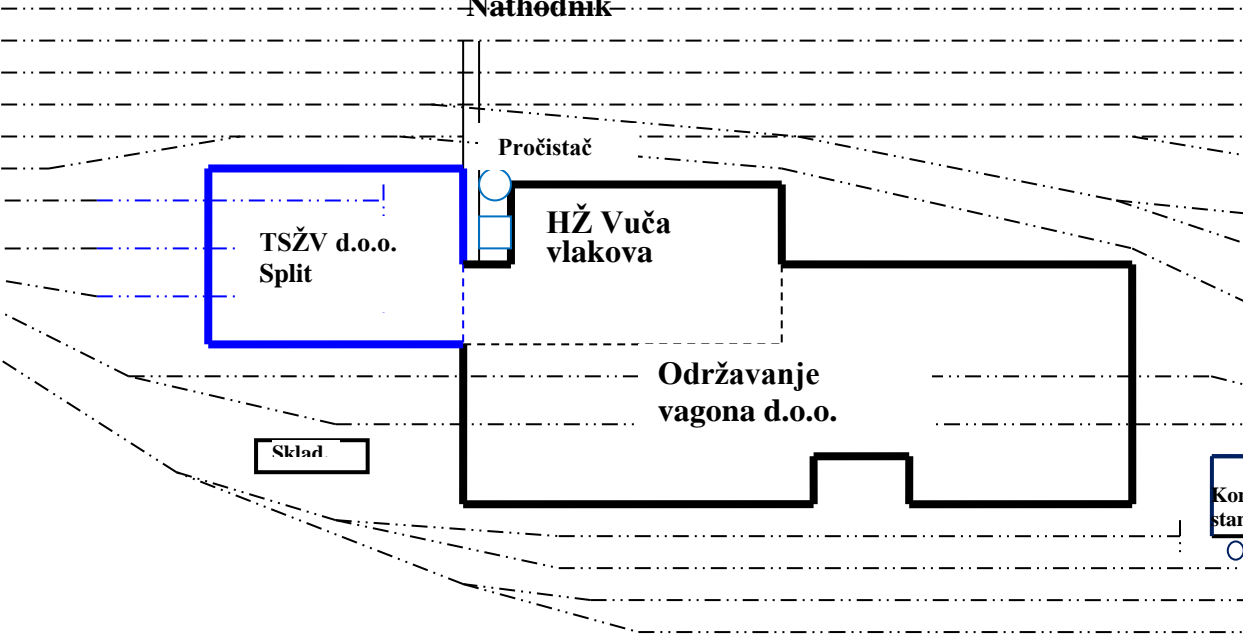 Nathodnik
Pročistač
HŽ Vuča
vlakova
TSŽV d.o.o.
Split
Održavanje
vagona d.o.o.
Sklad.